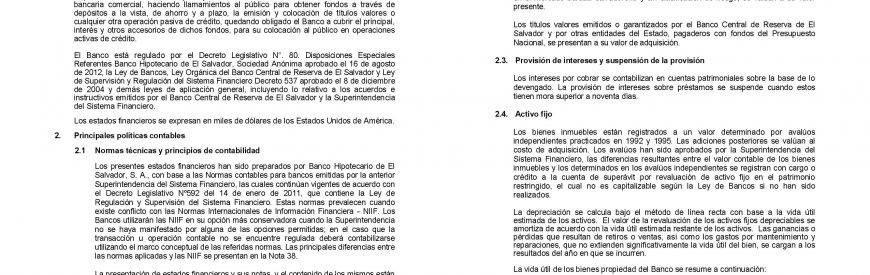 bancaria comercial, haciendo llamamientos al público para obtener fondos a través de
depósitos a la vista, de ahorro y a plazo, la emisión y colocación de títulos valores o
cualquier otra operación pasiva de crédito, quedando obligado el Banco a cubrir el principal,
interés y otros accesorios de dichos fondos, para su colocación al público en operaciones
activas de crédito.
El Banco está regulado por el Decreto Legislativo N°. 80. Disposiciones Especiales
Referentes Banco Hipotecario de El Salvador, Sociedad Anónima aprobado el 16 de agosto
de 2012, la Ley de Bancos, Ley Orgánica del Banco Central de Reserva de El Salvador y Ley
de Supervisión y Regulación del Sistema Financiero Decreto 537 aprobado el 8 de diciembre
de 2004 y demás leyes de aplicación general, incluyendo lo relativo a los acuerdos e
instructivos emitidos por el Banco Central de Reserva de El Salvador y la Superintendencia
del Sistema Financiero.
Los estados financieros se expresan en miles de dólares de los Estados Unidos de América.
2. Principales políticas contables
2.1 Normas técnicas y principios de contabilidad
Los presentes estados financieros han sido preparados por Banco Hipotecario de El
Salvador, S. A., con base a las Normas contables para bancos emitidas por la anterior
Superintendencia del Sistema Financiero, las cuales continúan vigentes de acuerdo con
el Decreto Legislativo N°592 del 14 de enero de 2011, que contiene la Ley de
Regulación y Supervisión del Sistema Financiero. Estas normas prevalecen cuando
existe conflicto con las Normas Internacionales de Información Financiera - NIIF. Los
Bancos utilizarán las NIIF en su opción más conservadora cuando la Superintendencia
no se haya manifestado por alguna de las opciones permitidas; en el caso que la
transacción u operación contable no se encuentre regulada deberá contabilizarse
utilizando el marco conceptual de las referidas normas. Las principales diferencias entre
las normas aplicadas y las NIIF se presentan en la Nota 38.
La presentación de estados financieros y sus notas, y el contenido de los mismos están
presente.
Los títulos valores emitidos o garantizados por el Banco Central de Reserva de El
Salvador y por otras entidades del Estado, pagaderos con fondos del Presupuesto
Nacional, se presentan a su valor de adquisición.
2.3. Provisión de intereses y suspensión de la provisión
Los intereses por cobrar se contabilizan en cuentas patrimoniales sobre la base de lo
devengado. La provisión de intereses sobre préstamos se suspende cuando estos
tienen mora superior a noventa días.
2.4. Activo fijo
Los bienes inmuebles están registrados a un valor determinado por avalúos
independientes practicados en 1992 y 1995. Las adiciones posteriores se valúan al
costo de adquisición. Los avalúos han sido aprobados por la Superintendencia del
Sistema Financiero, las diferencias resultantes entre el valor contable de los bienes
inmuebles y los determinados en los avalúos independientes se registran con cargo o
crédito a la cuenta de superávit por revaluación de activo fijo en el patrimonio
restringido, el cual no es capitalizable según la Ley de Bancos si no han sido
realizados.
La depreciación se calcula bajo el método de línea recta con base a la vida útil
estimada de los activos. El valor de la revaluación de los activos fijos depreciables se
amortiza de acuerdo con la vida útil estimada restante de los activos. Las ganancias o
pérdidas que resultan de retiros o ventas, así como los gastos por mantenimiento y
reparaciones, que no extienden significativamente la vida útil del bien, se cargan a los
resultados del año en que se incurren.
La vida útil de los bienes propiedad del Banco se resume a continuación: